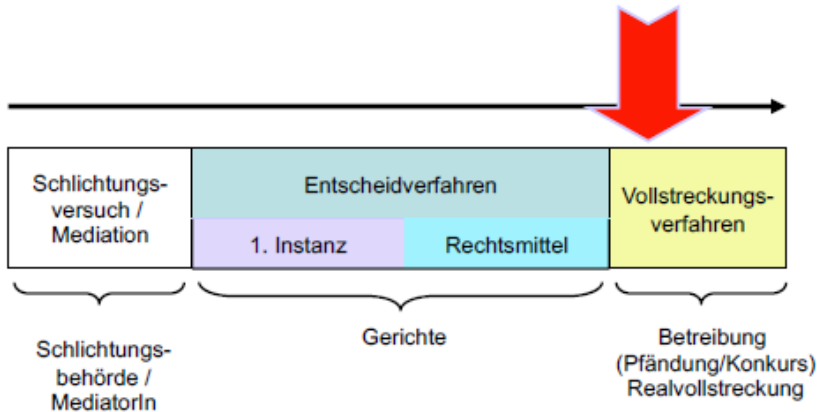 Schlichtungs-
versuch /
Mediation
Entscheidverfahren
1. Instanz
Rechtsmittel
Vollstreckungs-
verfahren
Schlichtungs-
behörde /
MediatorIn
Gerichte
Betreibung
(Pfändung/Konkurs)
Realvollstreckung